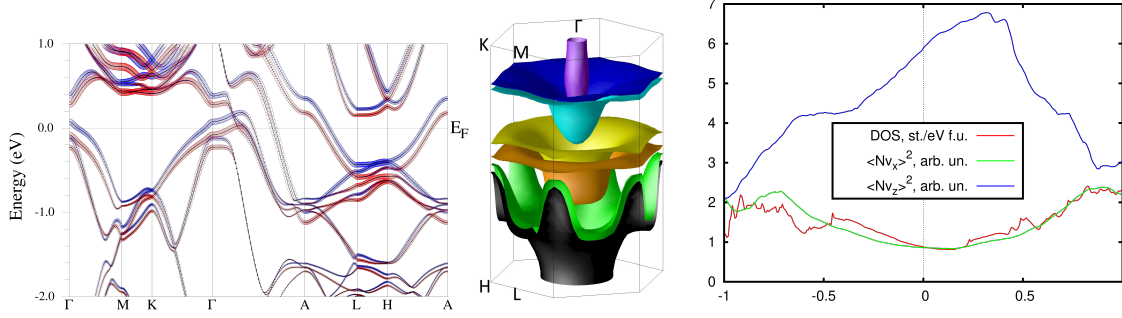 1.0
0.0
-1.0
-2.0
Energy (eV)
Γ M K Γ A L H A
E_F
Γ
K
M
H
L
7
6
5
4
3
2
1
0
DOS, st./eV f.u.
<Nv_x>^2, arb. un.
<Nv_z>^2, arb. un.
-1 -0.5 0 0.5